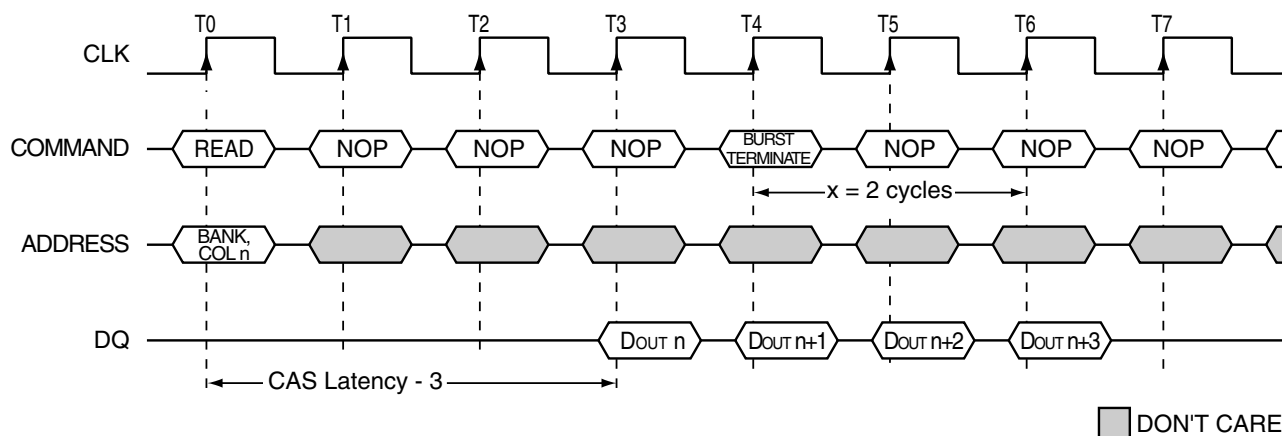 T0 T1 T2 T3 T4 T5 T6 T7
CLK
COMMAND READ NOP NOP NOP BURST TERMINATE NOP NOP NOP
x = 2 cycles
ADDRESS BANK, COL n
DQ DOUT n DOUT n+1 DOUT n+2 DOUT n+3
CAS Latency - 3
DON'T CARE